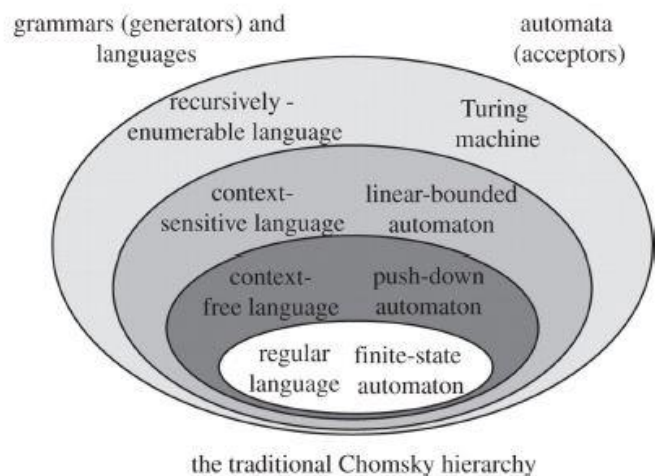 grammars (generators) and
languages
automata
(acceptors)
recursively -
enumerable language
Turing
machine
context-
sensitive language
linear-bounded
automaton
context-
free language
push-down
automaton
regular
language
finite-state
automaton
the traditional Chomsky hierarchy